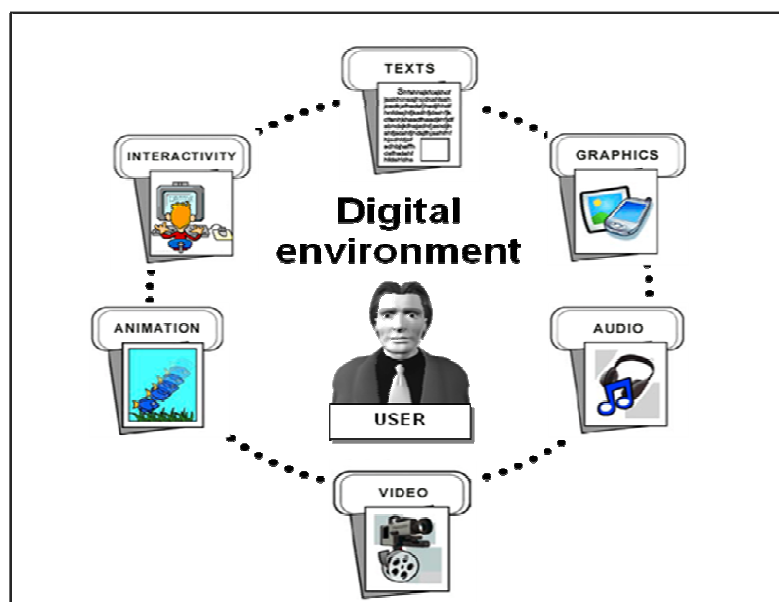 TEXTS
INTERACTIVITY
GRAPHICS
Digital
environment
ANIMATION
AUDIO
USER
VIDEO